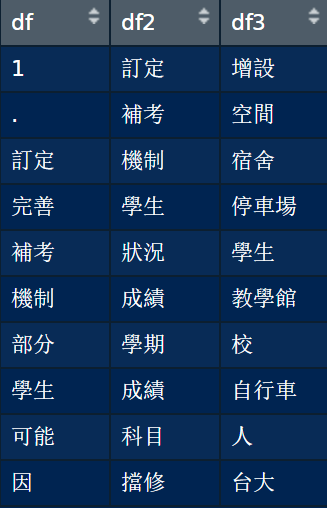 df df2 df3
1 訂定 增設
. 補考 空間
訂定 機制 宿舍
完善 學生 停車場
補考 狀況 學生
機制 成績 教學館
部分 學期 校
學生 成績 自行車
可能 科目 人
因 擋修 台大